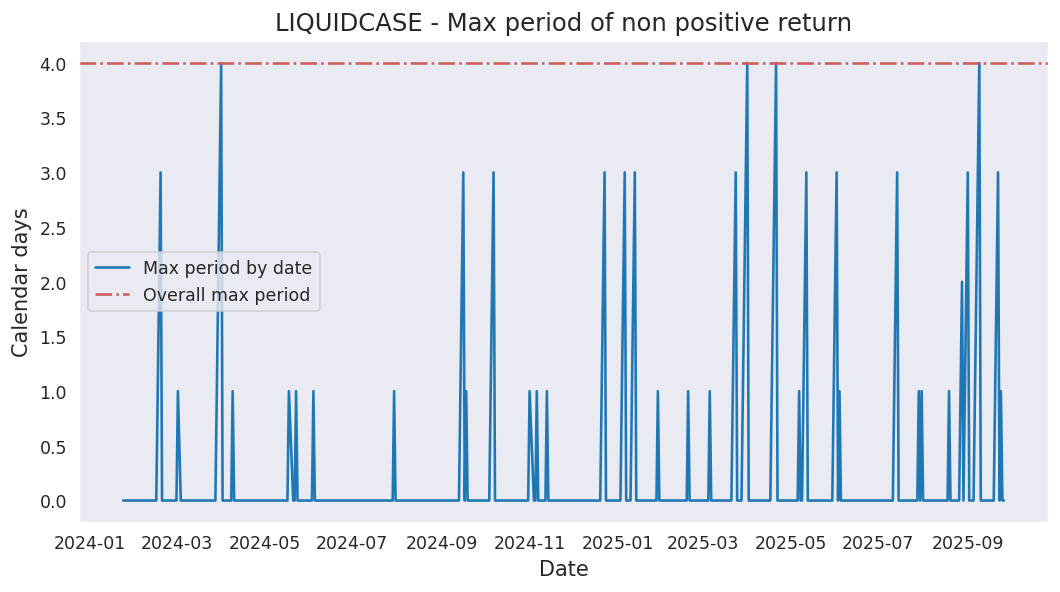 LIQUIDCASE - Max period of non positive return
4.0
3.5
3.0
2.5
2.0
1.5
1.0
0.5
0.0
Calendar days
Max period by date
Overall max period
2024-01 2024-03 2024-05 2024-07 2024-09 2024-11 2025-01 2025-03 2025-05 2025-07 2025-09
Date